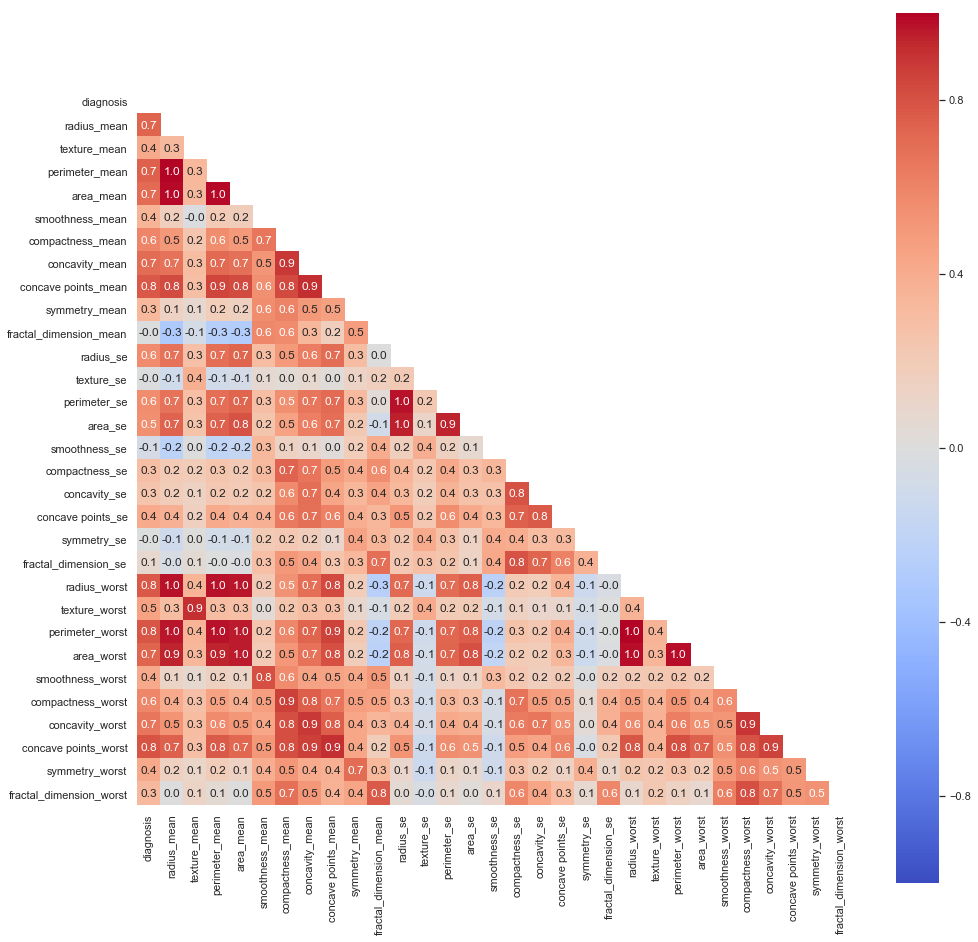 diagnosis
radius_mean 0.7
texture_mean 0.4 0.3
perimeter_mean 0.7 1.0 0.3
area_mean 0.7 1.0 0.3 1.0
smoothness_mean 0.4 0.2 -0.0 0.2 0.2
compactness_mean 0.6 0.5 0.2 0.6 0.5 0.7
concavity_mean 0.7 0.7 0.3 0.7 0.7 0.5 0.9
concave points_mean 0.8 0.8 0.3 0.9 0.8 0.6 0.8 0.9
symmetry_mean 0.3 0.1 0.1 0.2 0.2 0.6 0.6 0.5 0.5
fractal_dimension_mean -0.0 -0.3 -0.1 -0.3 -0.3 0.6 0.6 0.3 0.2 0.5
radius_se 0.6 0.7 0.3 0.7 0.7 0.3 0.5 0.6 0.7 0.3 0.0
texture_se -0.0 -0.1 0.4 -0.1 -0.1 0.1 0.0 0.1 0.0 0.1 0.2 0.2
perimeter_se 0.6 0.7 0.3 0.7 0.7 0.3 0.5 0.7 0.7 0.3 0.0 1.0 0.2
area_se 0.5 0.7 0.3 0.7 0.8 0.2 0.5 0.6 0.7 0.2 -0.1 1.0 0.1 0.9
smoothness_se -0.1 -0.2 0.0 -0.2 -0.2 0.3 0.1 0.1 0.0 0.2 0.4 0.2 0.4 0.2 0.1
compactness_se 0.3 0.2 0.2 0.3 0.2 0.3 0.7 0.7 0.5 0.4 0.6 0.4 0.2 0.4 0.3 0.3
concavity_se 0.3 0.2 0.1 0.2 0.2 0.2 0.6 0.7 0.4 0.3 0.4 0.3 0.2 0.4 0.3 0.3 0.8
concave points_se 0.4 0.4 0.2 0.4 0.4 0.4 0.6 0.7 0.6 0.4 0.3 0.5 0.2 0.6 0.4 0.3 0.7 0.8
symmetry_se -0.0 -0.1 0.0 -0.1 -0.1 0.2 0.2 0.2 0.1 0.4 0.3 0.2 0.4 0.3 0.1 0.4 0.4 0.3 0.3
fractal_dimension_se 0.1 -0.0 0.1 -0.0 -0.0 0.3 0.5 0.4 0.3 0.3 0.7 0.2 0.3 0.2 0.1 0.4 0.8 0.7 0.6 0.4
radius_worst 0.8 1.0 0.4 1.0 1.0 0.2 0.5 0.7 0.8 0.2 -0.3 0.7 -0.1 0.7 0.8 -0.2 0.2 0.2 0.4 -0.1 -0.0
texture_worst 0.5 0.3 0.9 0.3 0.3 0.0 0.2 0.3 0.3 0.1 -0.1 0.2 0.4 0.2 0.2 -0.1 0.1 0.1 0.1 -0.1 -0.0 0.4
perimeter_worst 0.8 1.0 0.4 1.0 1.0 0.2 0.6 0.7 0.9 0.2 -0.2 0.7 -0.1 0.7 0.8 -0.2 0.3 0.2 0.4 -0.1 -0.0 1.0 0.4
area_worst 0.7 0.9 0.3 0.9 1.0 0.2 0.5 0.7 0.8 0.2 -0.2 0.8 -0.1 0.7 0.8 -0.2 0.2 0.2 0.3 -0.1 -0.0 1.0 0.3 1.0
smoothness_worst 0.4 0.1 0.1 0.2 0.1 0.8 0.6 0.4 0.5 0.4 0.5 0.1 -0.1 0.1 0.1 0.3 0.2 0.2 0.2 -0.0 0.2 0.2 0.2 0.2 0.2
compactness_worst 0.6 0.4 0.3 0.5 0.4 0.5 0.9 0.8 0.7 0.5 0.5 0.3 -0.1 0.3 0.3 -0.1 0.7 0.5 0.5 0.1 0.4 0.5 0.4 0.5 0.4 0.6
concavity_worst 0.7 0.5 0.3 0.6 0.5 0.4 0.8 0.9 0.8 0.4 0.3 0.4 -0.1 0.4 0.4 -0.1 0.6 0.7 0.5 -0.0 0.4 0.6 0.4 0.6 0.5 0.5 0.9
concave points_worst 0.8 0.7 0.3 0.8 0.7 0.5 0.8 0.9 0.9 0.4 0.2 0.5 -0.1 0.6 0.5 -0.1 0.5 0.4 0.6 -0.0 0.2 0.8 0.4 0.8 0.7 0.5 0.8 0.9
symmetry_worst 0.4 0.2 0.1 0.2 0.1 0.4 0.5 0.4 0.4 0.7 0.3 0.1 -0.1 0.1 0.1 -0.1 0.3 0.2 0.1 0.4 0.1 0.2 0.2 0.3 0.2 0.5 0.6 0.5 0.5
fractal_dimension_worst 0.3 0.0 0.1 0.1 0.0 0.5 0.7 0.5 0.4 0.4 0.8 0.0 -0.0 0.1 0.0 0.1 0.6 0.4 0.3 0.1 0.6 0.1 0.2 0.1 0.1 0.6 0.8 0.7 0.5 0.5
diagnosis
radius_mean
texture_mean
perimeter_mean
area_mean
smoothness_mean
compactness_mean
concavity_mean
concave points_mean
symmetry_mean
fractal_dimension_mean
radius_se
texture_se
perimeter_se
area_se
smoothness_se
compactness_se
concavity_se
concave points_se
symmetry_se
fractal_dimension_se
radius_worst
texture_worst
perimeter_worst
area_worst
smoothness_worst
compactness_worst
concavity_worst
concave points_worst
symmetry_worst
fractal_dimension_worst
0.8
0.4
0.0
−0.4
−0.8